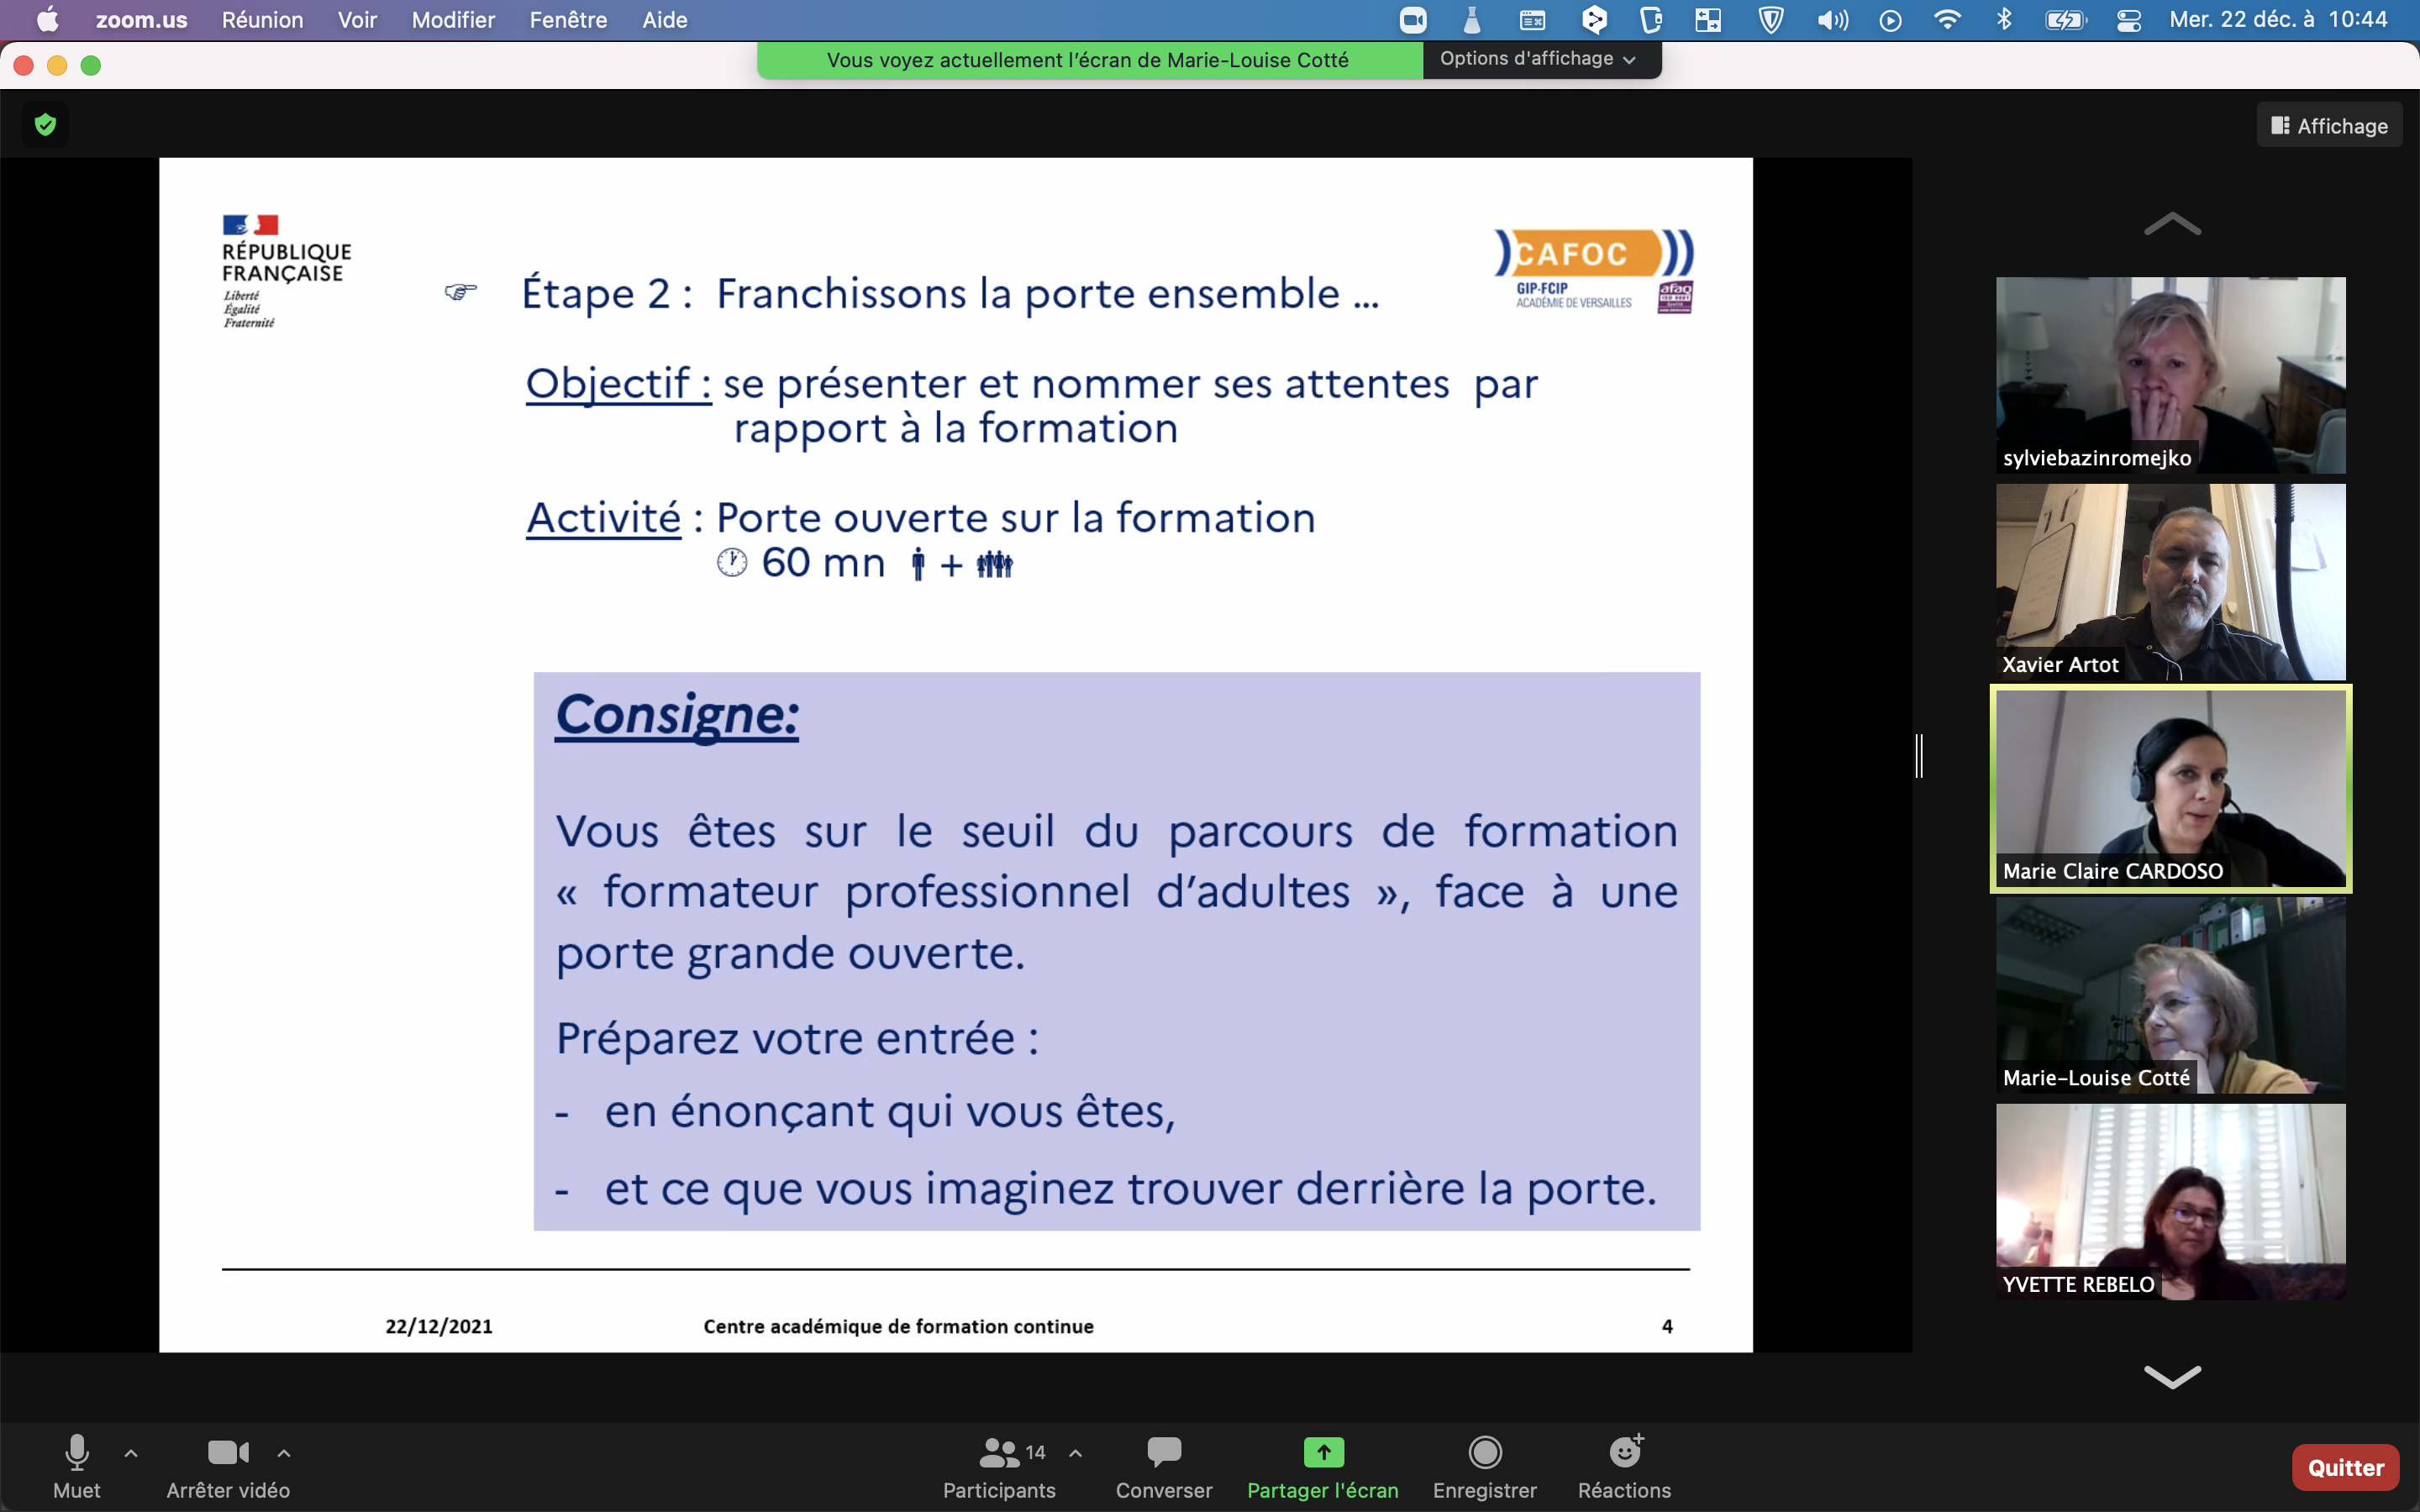 zoom.us Réunion Voir Modifier Fenêtre Aide Mer. 22 déc. à 10:44
Vous voyez actuellement l'écran de Marie-Louise Cotté Options d'affichage
Affichage
RÉPUBLIQUE
FRANÇAISE
Liberté
Égalité
Fraternité
CAFOC
GIP-FCIP
ACADÉMIE DE VERSAILLES
afaq
Étape 2 : Franchissons la porte ensemble ...
Objectif : se présenter et nommer ses attentes par
rapport à la formation
Activité : Porte ouverte sur la formation
60 mn +
Consigne:
Vous êtes sur le seuil du parcours de formation
« formateur professionnel d'adultes », face à une
porte grande ouverte.
Préparez votre entrée :
- en énonçant qui vous êtes,
- et ce que vous imaginez trouver derrière la porte.
22/12/2021 Centre académique de formation continue 4
sylviebazinromejko
Xavier Artot
Marie Claire CARDOSO
Marie-Louise Cotté
YVETTE REBELO
Muet Arrêter vidéo 14 Participants Converser Partager l'écran Enregistrer Réactions Quitter